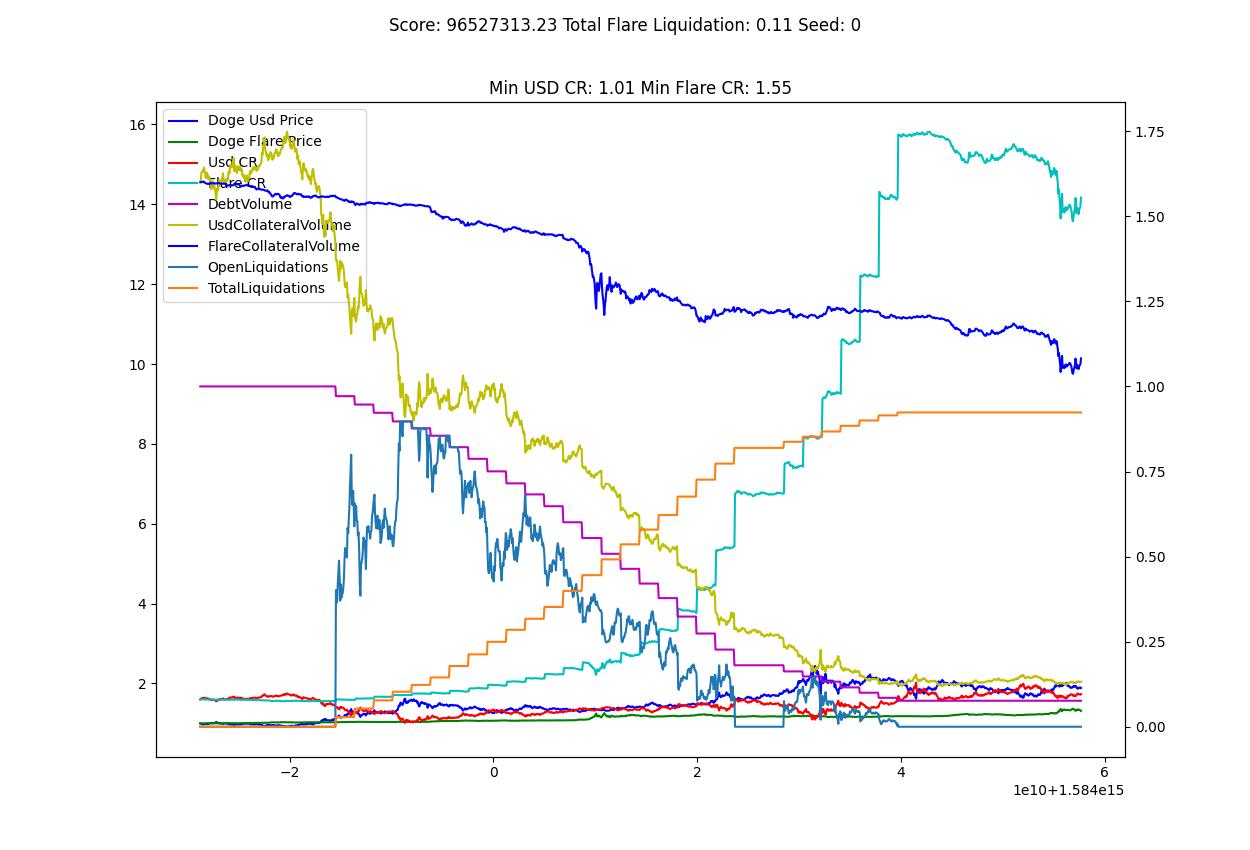 Score: 96527313.23 Total Flare Liquidation: 0.11 Seed: 0
Min USD CR: 1.01 Min Flare CR: 1.55
Doge Usd Price
Doge Flare Price
Usd CR
Flare CR
DebtVolume
UsdCollateralVolume
FlareCollateralVolume
OpenLiquidations
TotalLiquidations
16
14
12
10
8
6
4
2
1.75
1.50
1.25
1.00
0.75
0.50
0.25
0.00
−2
0
2
4
6
1e10+1.584e15